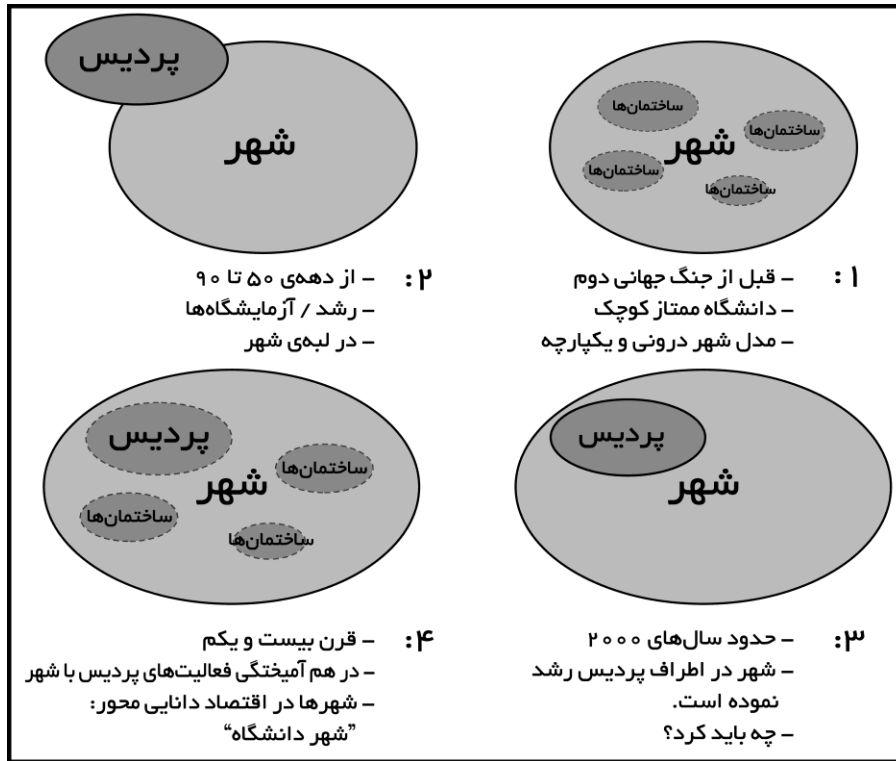 ساختمان‌ها
ساختمان‌ها
شهر
ساختمان‌ها
ساختمان‌ها
۱: – قبل از جنگ جهانی دوم
– دانشگاه ممتاز کوچک
– مدل شهر درونی و یکپارچه
پردیس
شهر
۲: – از دهه‌ی ۵۰ تا ۹۰
– رشد / آزمایشگاه‌ها
– در لبه‌ی شهر
پردیس
شهر
۳: – حدود سال‌های ۲۰۰۰
– شهر در اطراف پردیس رشد
نموده است.
– چه باید کرد؟
پردیس
ساختمان‌ها
شهر
ساختمان‌ها
ساختمان‌ها
۴: – قرن بیست و یکم
– در هم آمیختگی فعالیت‌های پردیس با شهر
– شهرها در اقتصاد دانایی محور:
”شهر دانشگاه“